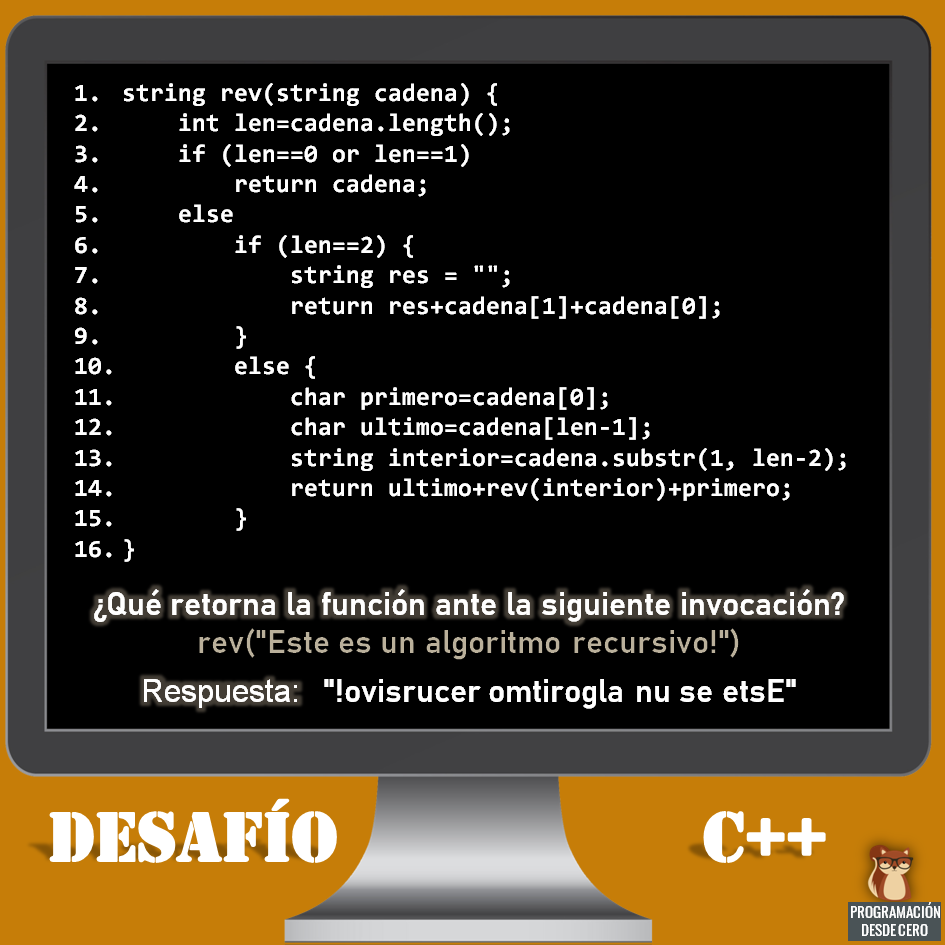 1. string rev(string cadena) {
2.     int len=cadena.length();
3.     if (len==0 or len==1)
4.         return cadena;
5.     else
6.         if (len==2) {
7.             string res = "";
8.             return res+cadena[1]+cadena[0];
9.         }
10.        else {
11.            char primero=cadena[0];
12.            char ultimo=cadena[len-1];
13.            string interior=cadena.substr(1, len-2);
14.            return ultimo+rev(interior)+primero;
15.        }
16. }
¿Qué retorna la función ante la siguiente invocación?
rev("Este es un algoritmo recursivo!")
Respuesta: "!ovisrucer omtirogla nu se etsE"
DESAFÍO
C++
PROGRAMACIÓN
DESDE CERO